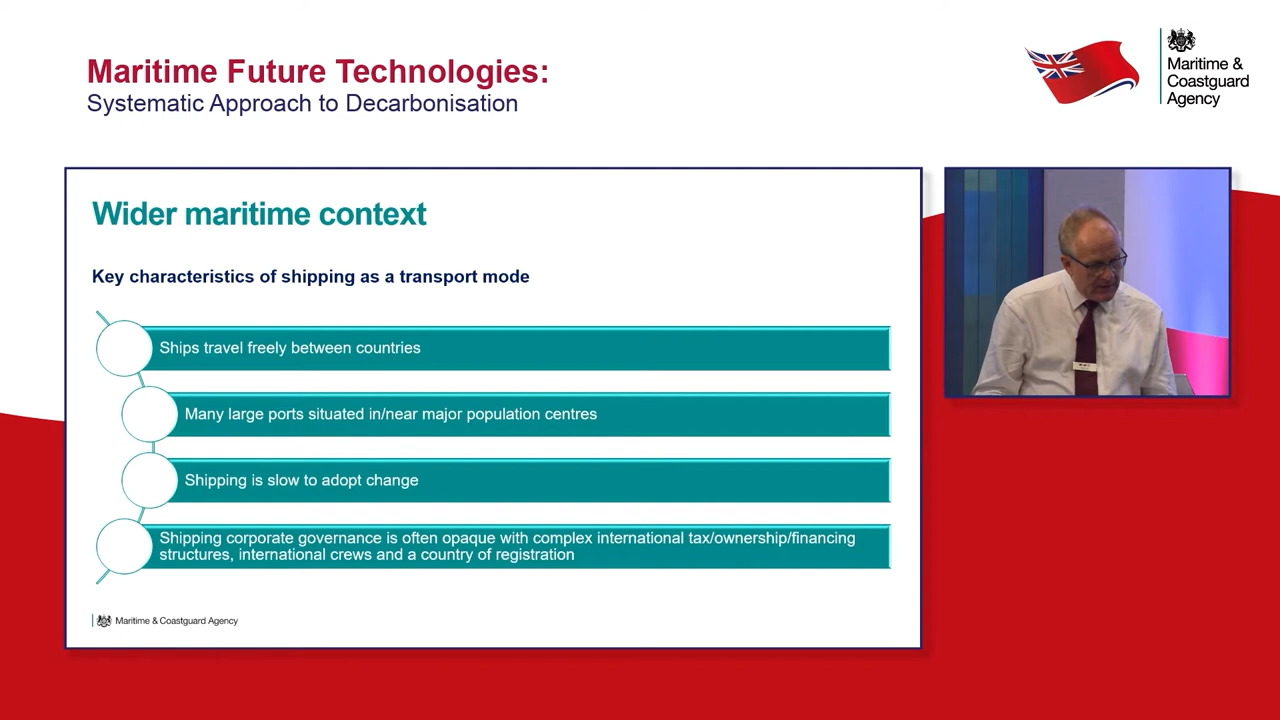 Maritime Future Technologies:
Systematic Approach to Decarbonisation
Maritime &
Coastguard
Agency
Wider maritime context
Key characteristics of shipping as a transport mode
Ships travel freely between countries
Many large ports situated in/near major population centres
Shipping is slow to adopt change
Shipping corporate governance is often opaque with complex international tax/ownership/financing
structures, international crews and a country of registration
Maritime & Coastguard Agency